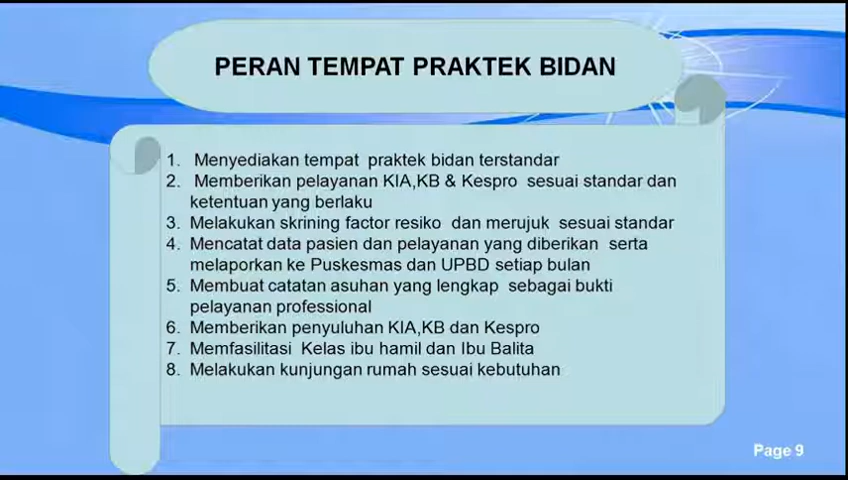 PERAN TEMPAT PRAKTEK BIDAN
1. Menyediakan tempat praktek bidan terstandar
2. Memberikan pelayanan KIA,KB & Kespro sesuai standar dan
ketentuan yang berlaku
3. Melakukan skrining factor resiko dan merujuk sesuai standar
4. Mencatat data pasien dan pelayanan yang diberikan serta
melaporkan ke Puskesmas dan UPBD setiap bulan
5. Membuat catatan asuhan yang lengkap sebagai bukti
pelayanan professional
6. Memberikan penyuluhan KIA,KB dan Kespro
7. Memfasilitasi Kelas ibu hamil dan Ibu Balita
8. Melakukan kunjungan rumah sesuai kebutuhan
Page 9